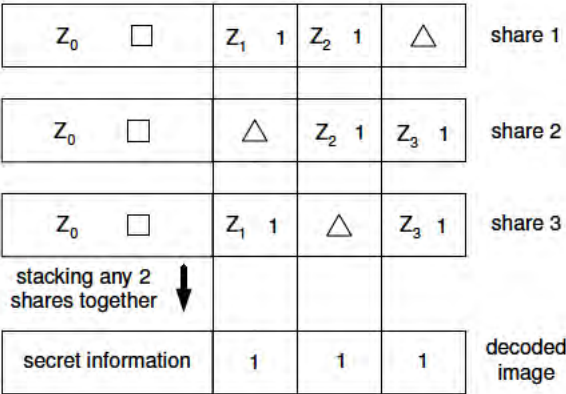 Z₀ □ Z₁ 1 Z₂ 1 △ share 1
Z₀ □ △ Z₂ 1 Z₃ 1 share 2
Z₀ □ Z₁ 1 △ Z₃ 1 share 3
stacking any 2
shares together
secret information 1 1 1 decoded
image